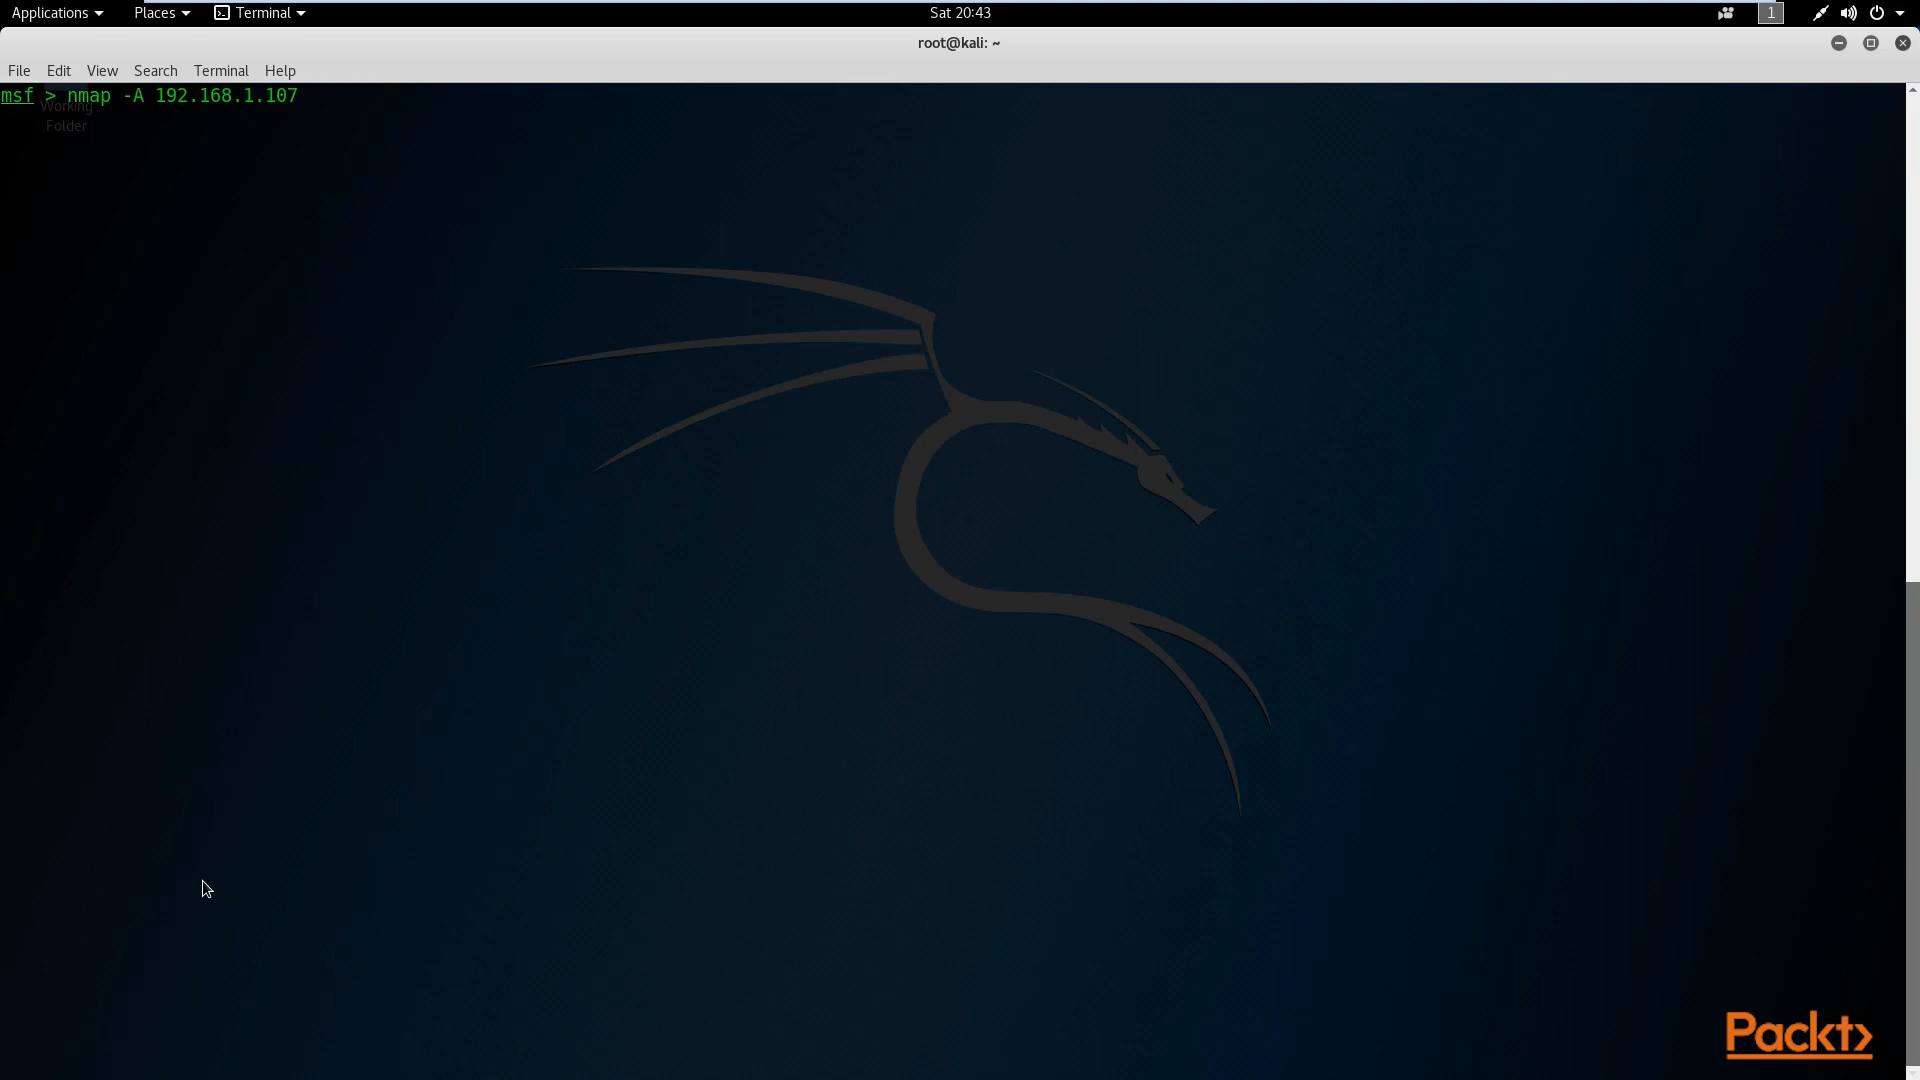 Applications Places Terminal Sat 20:43 1
root@kali: ~
File Edit View Search Terminal Help
msf > nmap -A 192.168.1.107
Working
Folder
Packt>